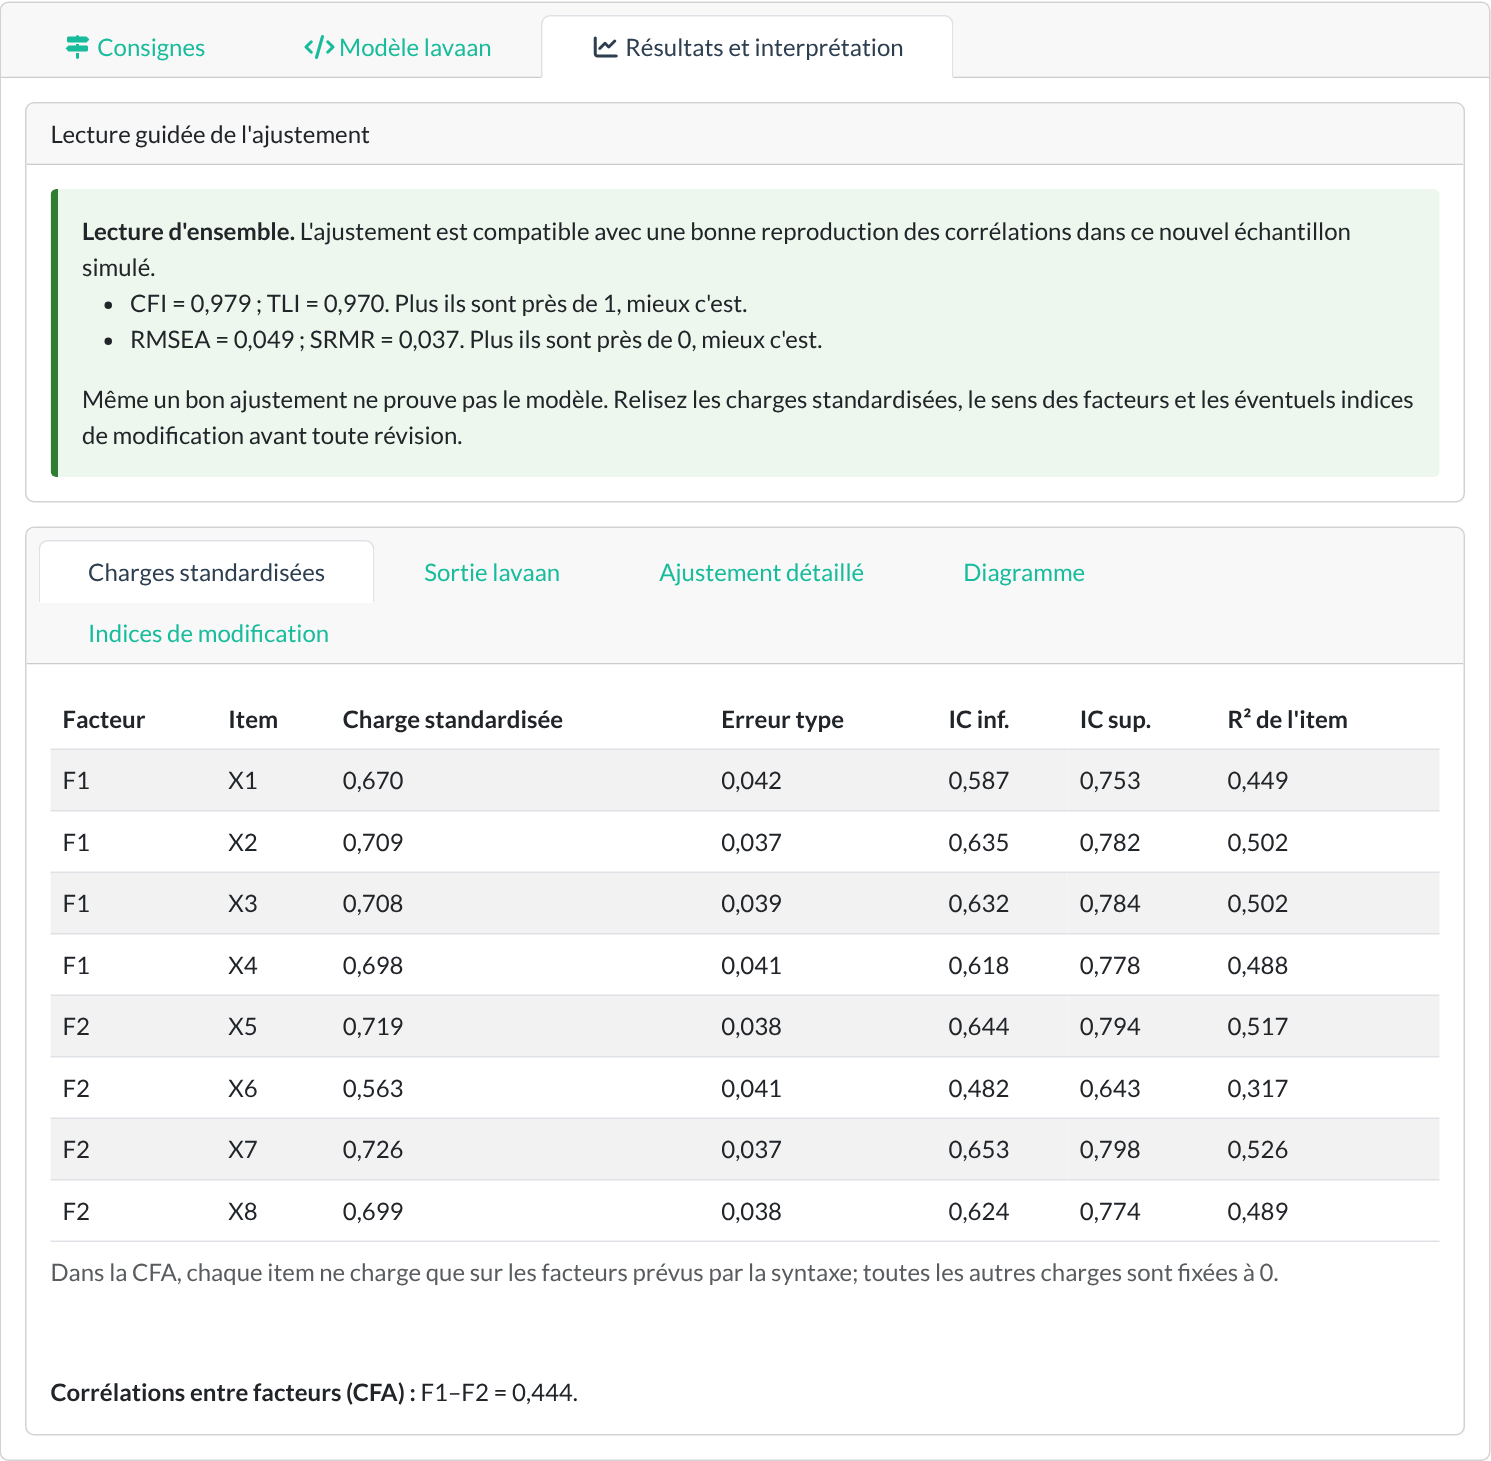 Consignes
Modèle lavaan
Résultats et interprétation
Lecture guidée de l'ajustement
Lecture d'ensemble. L'ajustement est compatible avec une bonne reproduction des corrélations dans ce nouvel échantillon
simulé.
• CFI = 0,979 ; TLI = 0,970. Plus ils sont près de 1, mieux c'est.
• RMSEA = 0,049 ; SRMR = 0,037. Plus ils sont près de 0, mieux c'est.
Même un bon ajustement ne prouve pas le modèle. Relisez les charges standardisées, le sens des facteurs et les éventuels indices
de modification avant toute révision.
Charges standardisées
Sortie lavaan
Ajustement détaillé
Diagramme
Indices de modification
Facteur Item Charge standardisée Erreur type IC inf. IC sup. R² de l'item
F1 X1 0,670 0,042 0,587 0,753 0,449
F1 X2 0,709 0,037 0,635 0,782 0,502
F1 X3 0,708 0,039 0,632 0,784 0,502
F1 X4 0,698 0,041 0,618 0,778 0,488
F2 X5 0,719 0,038 0,644 0,794 0,517
F2 X6 0,563 0,041 0,482 0,643 0,317
F2 X7 0,726 0,037 0,653 0,798 0,526
F2 X8 0,699 0,038 0,624 0,774 0,489
Dans la CFA, chaque item ne charge que sur les facteurs prévus par la syntaxe; toutes les autres charges sont fixées à 0.
Corrélations entre facteurs (CFA) : F1–F2 = 0,444.